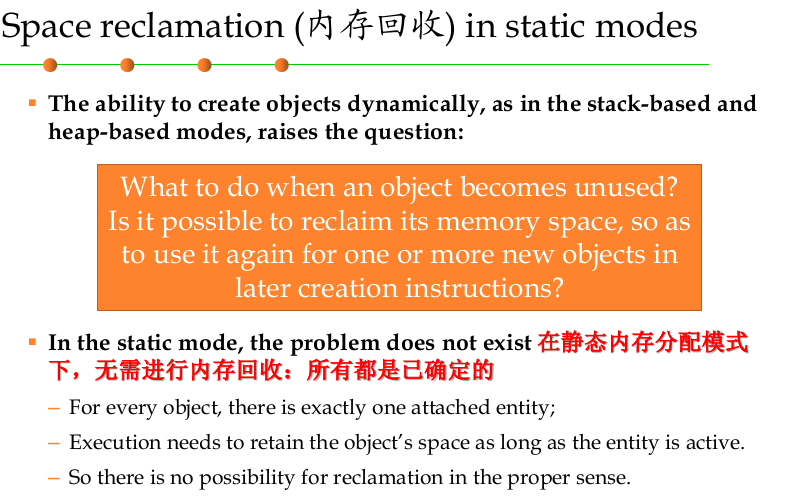 Space reclamation (内存回收) in static modes
The ability to create objects dynamically, as in the stack-based and
heap-based modes, raises the question:
What to do when an object becomes unused?
Is it possible to reclaim its memory space, so as
to use it again for one or more new objects in
later creation instructions?
In the static mode, the problem does not exist 在静态内存分配模式
下，无需进行内存回收：所有都是已确定的
– For every object, there is exactly one attached entity;
– Execution needs to retain the object’s space as long as the entity is active.
– So there is no possibility for reclamation in the proper sense.